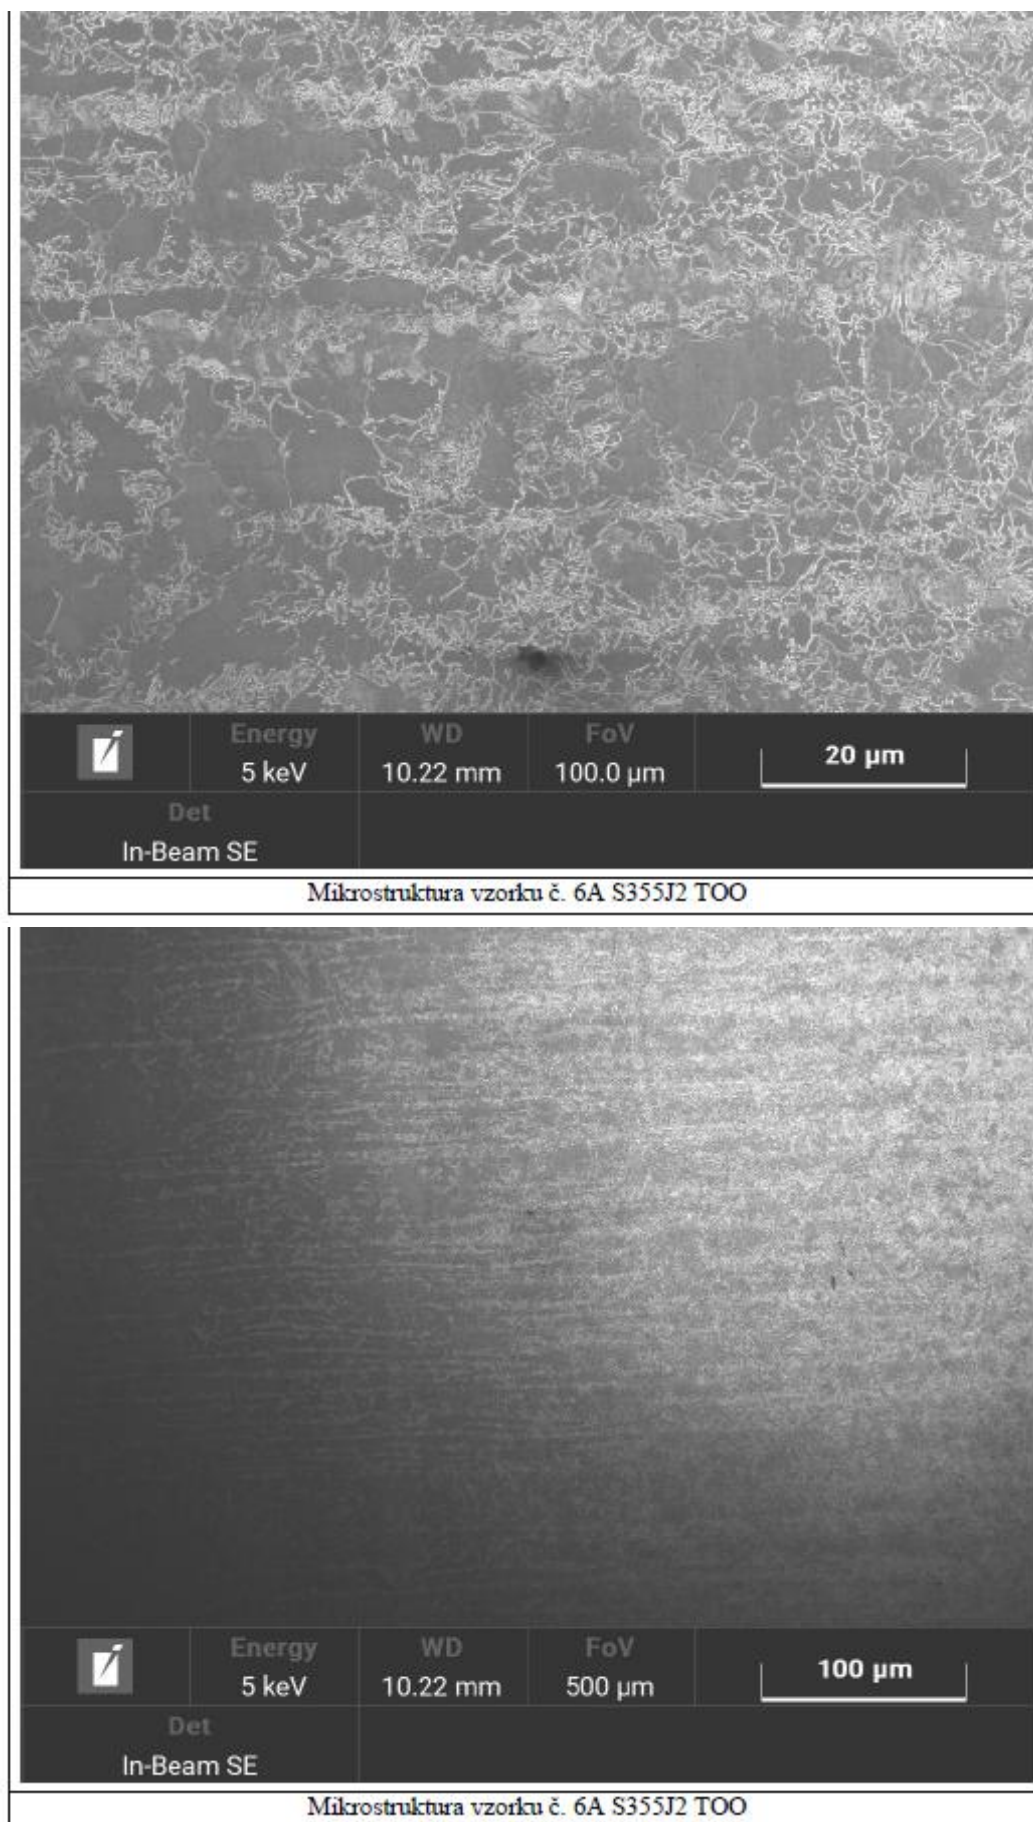 Energy WD FoV
5 keV 10.22 mm 100.0 µm 20 µm
Det
In-Beam SE
Mikrostruktura vzorku č. 6A S355J2 TOO
Energy WD FoV
5 keV 10.22 mm 500 µm 100 µm
Det
In-Beam SE
Mikrostruktura vzorku č. 6A S355J2 TOO